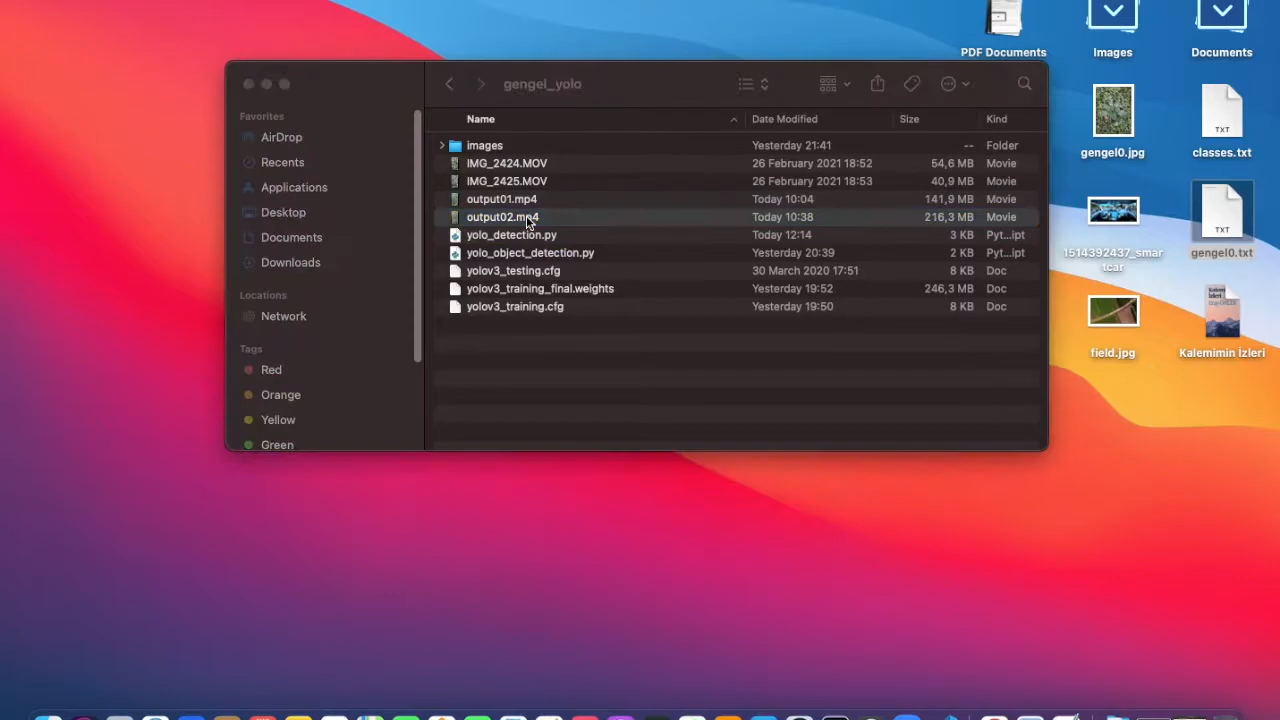 PDF Documents
Images
Documents
gengel_yolo
Favorites
AirDrop
Recents
Applications
Desktop
Documents
Downloads
Locations
Network
Tags
Red
Orange
Yellow
Green
Name Date Modified Size Kind
images Yesterday 21:41 -- Folder
IMG_2424.MOV 26 February 2021 18:52 54,6 MB Movie
IMG_2425.MOV 26 February 2021 18:53 40,9 MB Movie
output01.mp4 Today 10:04 141,9 MB Movie
output02.mp4 Today 10:38 216,3 MB Movie
yolo_detection.py Today 12:14 3 KB Pyt...ipt
yolo_object_detection.py Yesterday 20:39 2 KB Pyt...ipt
yolov3_testing.cfg 30 March 2020 17:51 8 KB Doc
yolov3_training_final.weights Yesterday 19:52 246,3 MB Doc
yolov3_training.cfg Yesterday 19:50 8 KB Doc
gengel0.jpg
TXT
classes.txt
1514392437_smar
tcar
TXT
gengel0.txt
field.jpg
Kalemimin
İzleri
Kalemimin İzleri